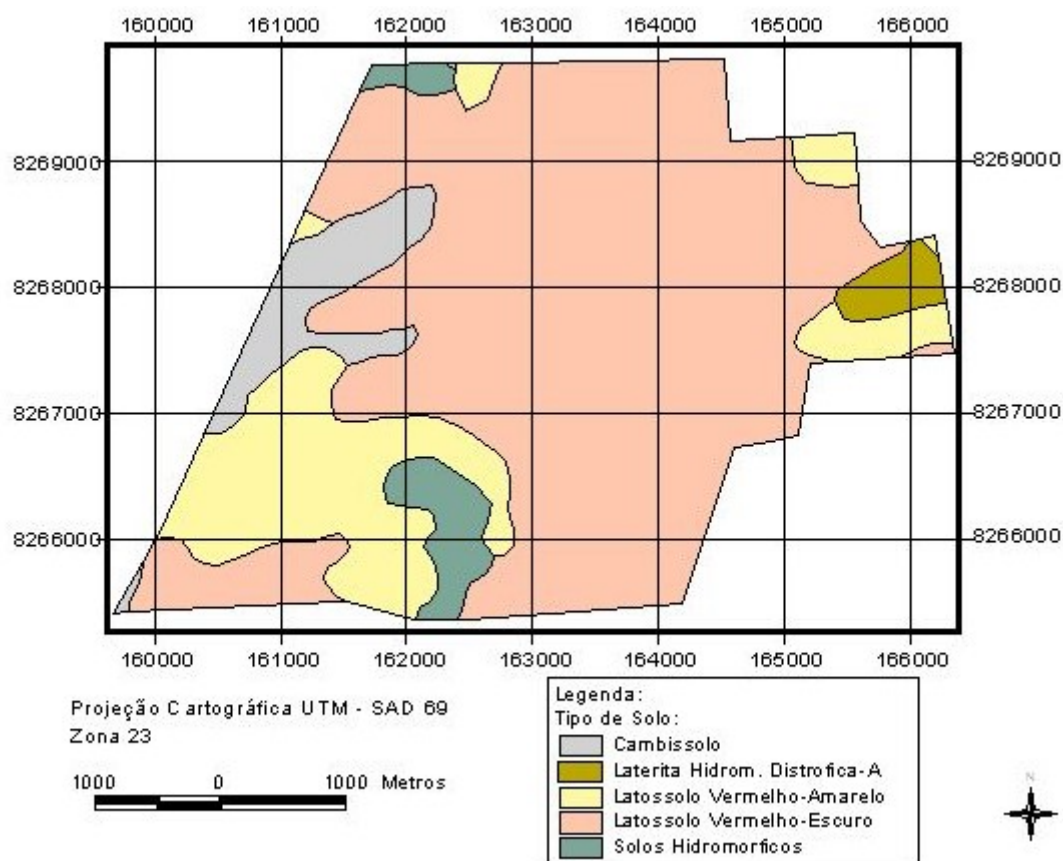 160000 161000 162000 163000 164000 165000 166000
8269000 8269000
8268000 8268000
8267000 8267000
8266000 8266000
160000 161000 162000 163000 164000 165000 166000
Projeção Cartográfica UTM - SAD 69
Zona 23
1000 0 1000 Metros
Legenda:
Tipo de Solo:
Cambissolo
Laterita Hidrom. Distrofica-A
Latossolo Vermelho-Amarelo
Latossolo Vermelho-Escuro
Solos Hidromorficos
N